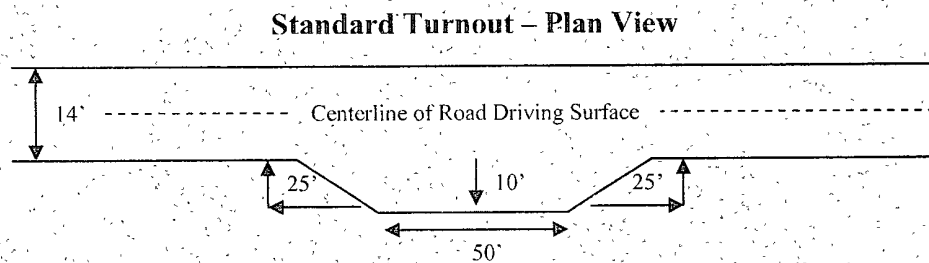 Standard Turnout – Plan View
14'
Centerline of Road Driving Surface
25'
10'
25'
50'